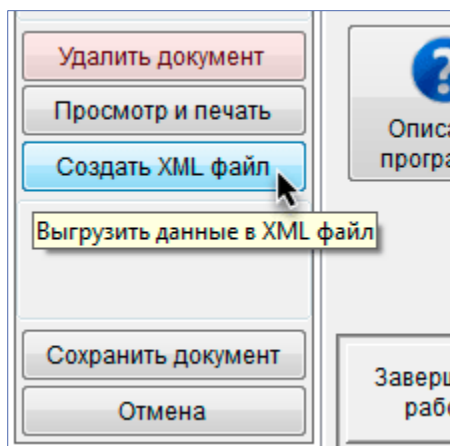 Удалить документ
Просмотр и печать
Создать XML файл
Выгрузить данные в XML файл
Сохранить документ
Отмена
?